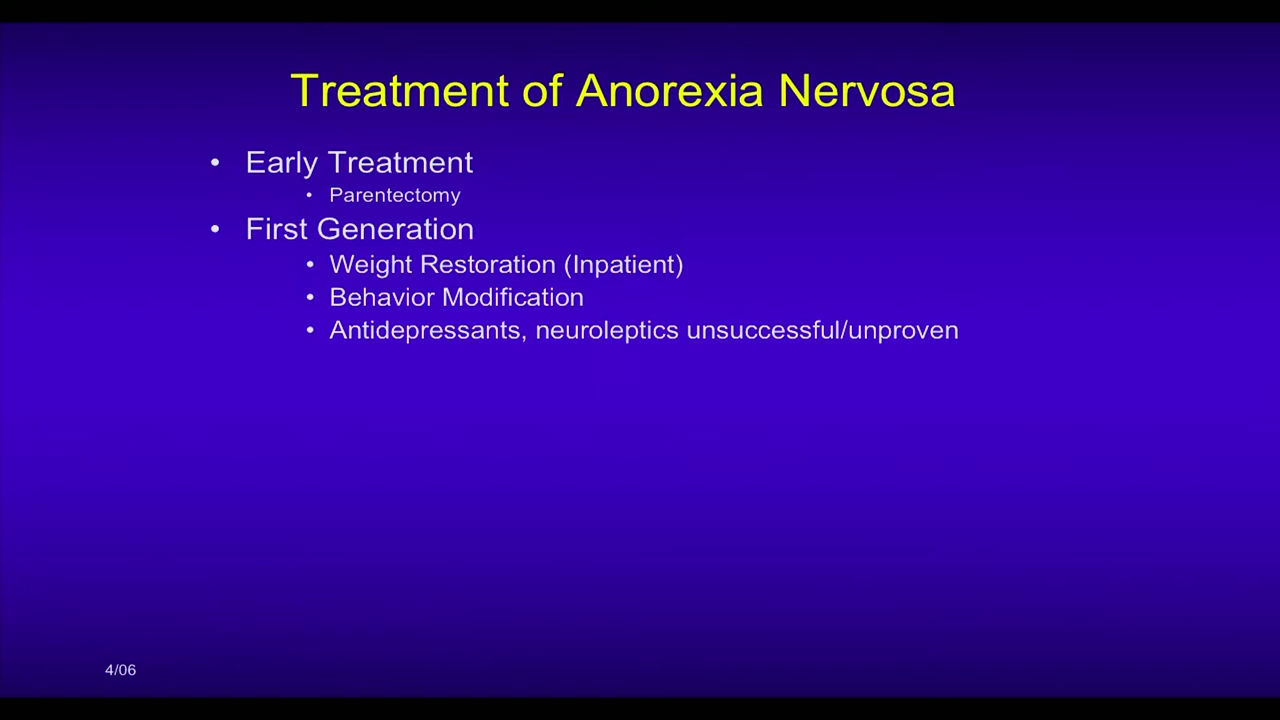 Treatment of Anorexia Nervosa
• Early Treatment
• Parentectomy
• First Generation
• Weight Restoration (Inpatient)
• Behavior Modification
• Antidepressants, neuroleptics unsuccessful/unproven
4/06